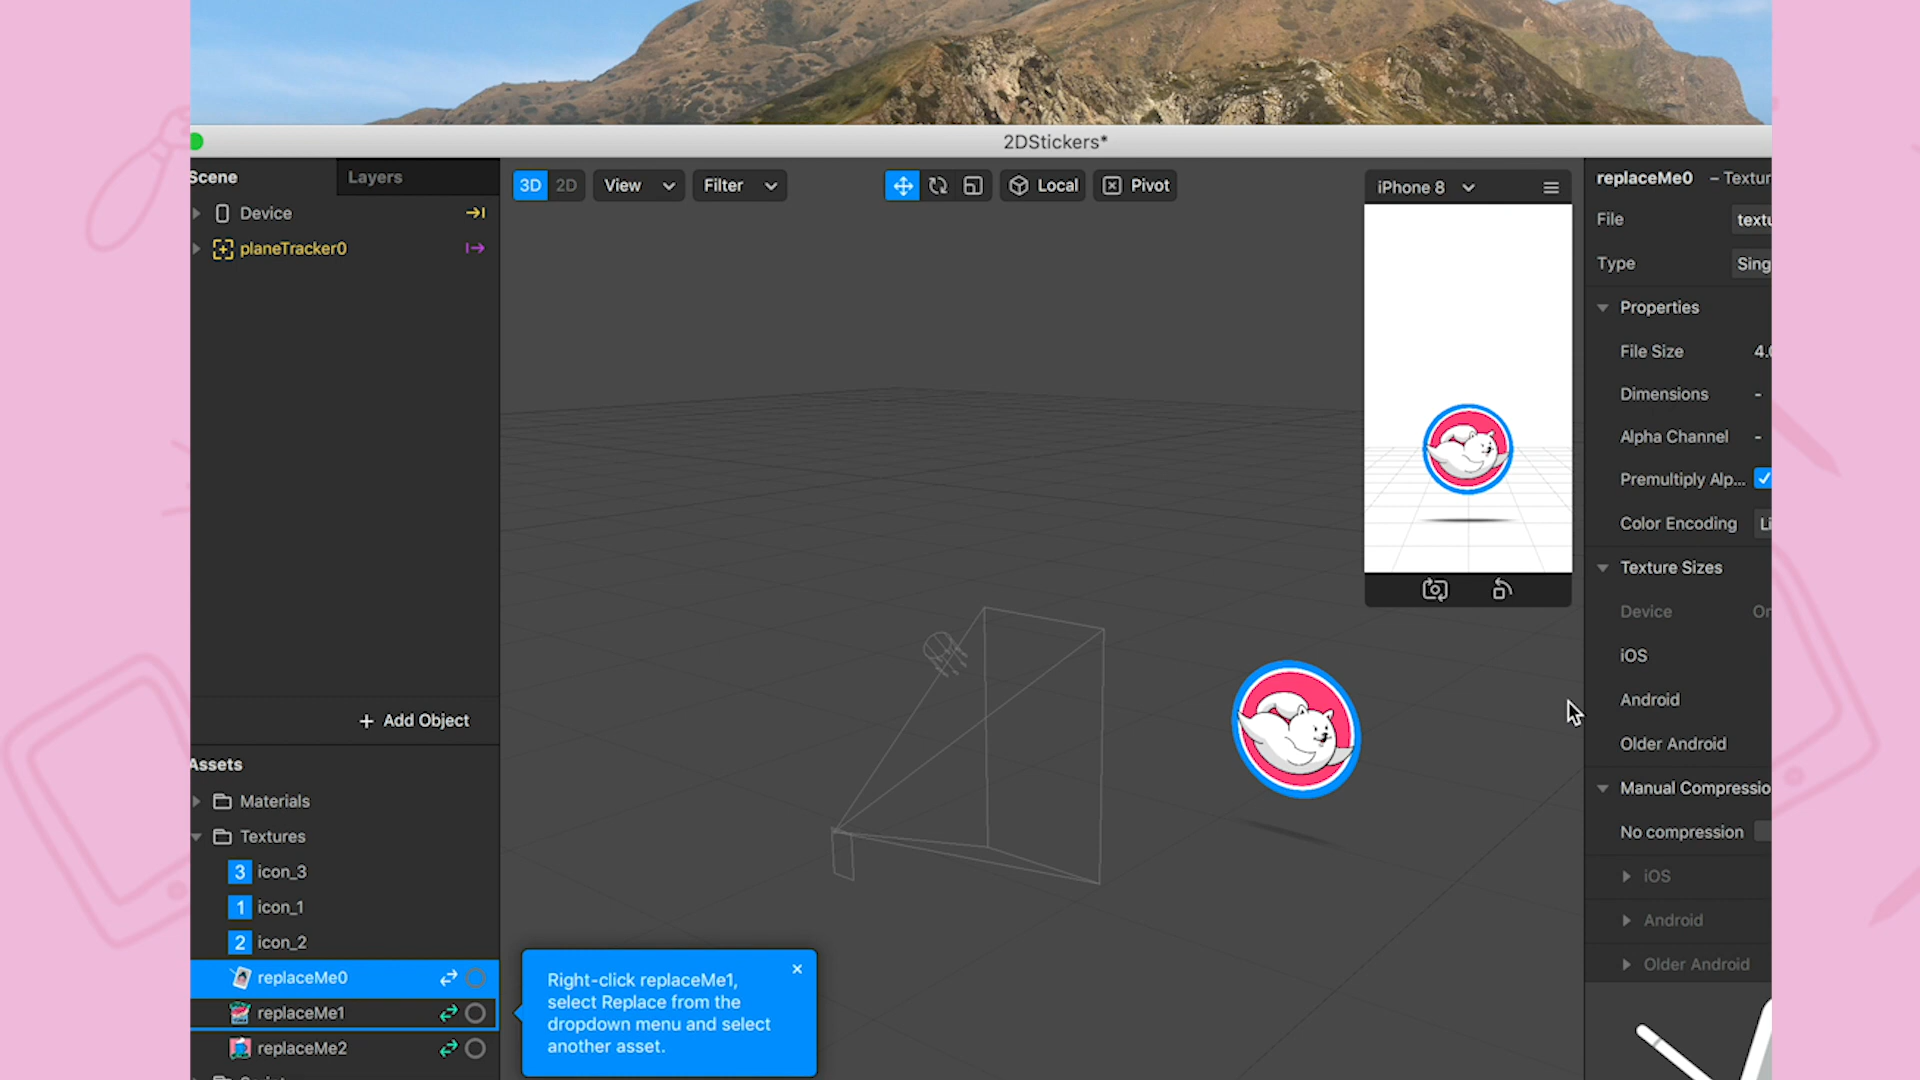 2DStickers*
Scene
Layers
Device
planeTracker0
+ Add Object
Assets
Materials
Textures
3 icon_3
1 icon_1
2 icon_2
replaceMe0
replaceMe1
replaceMe2
3D 2D View Filter
Local Pivot
Right-click replaceMe1,
select Replace from the
dropdown menu and select
another asset.
iPhone 8
replaceMe0 – Textur
File textu
Type Sing
Properties
File Size 4.
Dimensions -
Alpha Channel -
Premultiply Alp...
Color Encoding Li
Texture Sizes
Device Or
iOS
Android
Older Android
Manual Compressio
No compression
iOS
Android
Older Android